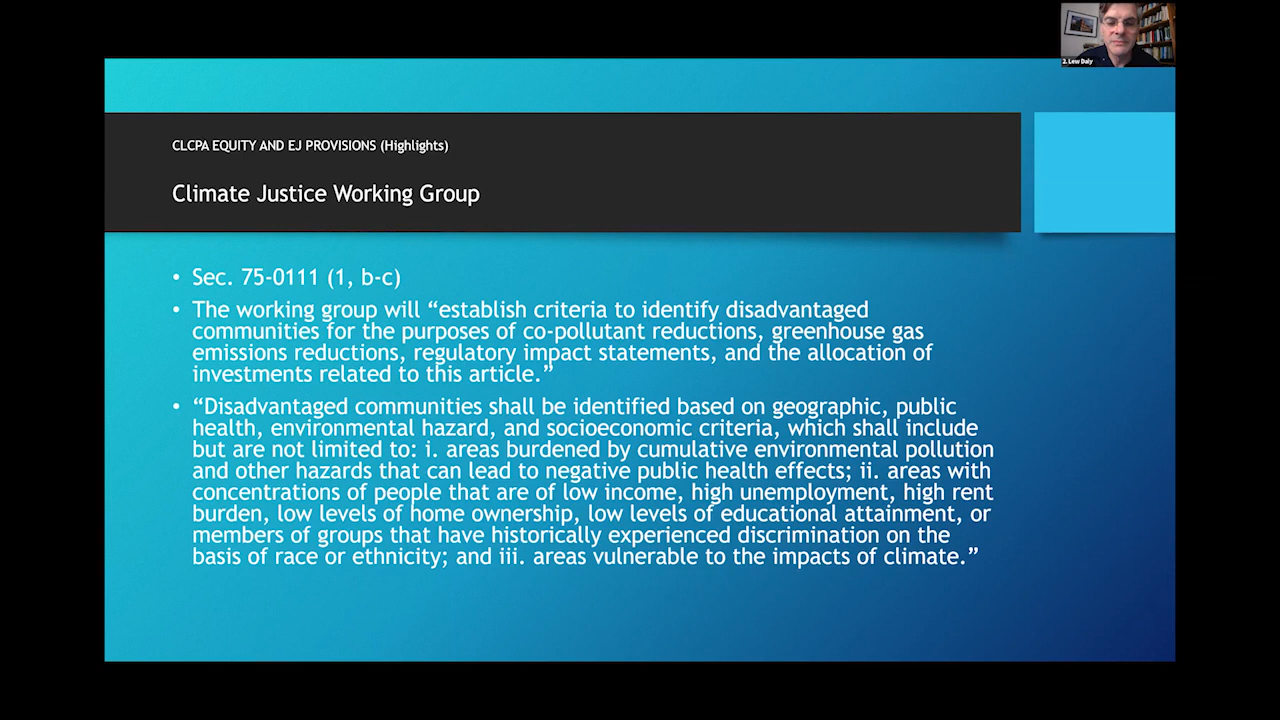 2. Lew Daly
CLCPA EQUITY AND EJ PROVISIONS (Highlights)
Climate Justice Working Group
• Sec. 75-0111 (1, b-c)
• The working group will “establish criteria to identify disadvantaged
communities for the purposes of co-pollutant reductions, greenhouse gas
emissions reductions, regulatory impact statements, and the allocation of
investments related to this article.”
• “Disadvantaged communities shall be identified based on geographic, public
health, environmental hazard, and socioeconomic criteria, which shall include
but are not limited to: i. areas burdened by cumulative environmental pollution
and other hazards that can lead to negative public health effects; ii. areas with
concentrations of people that are of low income, high unemployment, high rent
burden, low levels of home ownership, low levels of educational attainment, or
members of groups that have historically experienced discrimination on the
basis of race or ethnicity; and iii. areas vulnerable to the impacts of climate.”